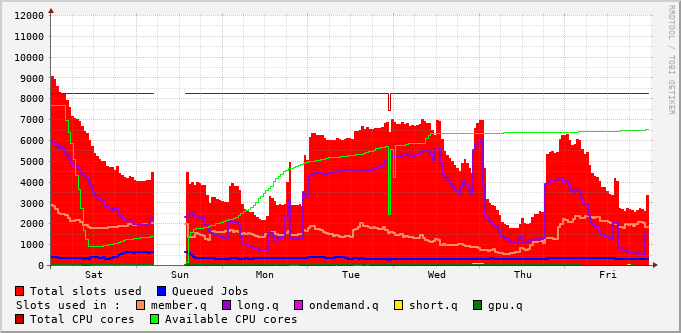 12000
11000
10000
9000
8000
7000
6000
5000
4000
3000
2000
1000
0
Sat Sun Mon Tue Wed Thu Fri
RRDTOOL / TOBI OETIKER
Total slots used Queued Jobs
Slots used in : member.q long.q ondemand.q short.q gpu.q
Total CPU cores Available CPU cores